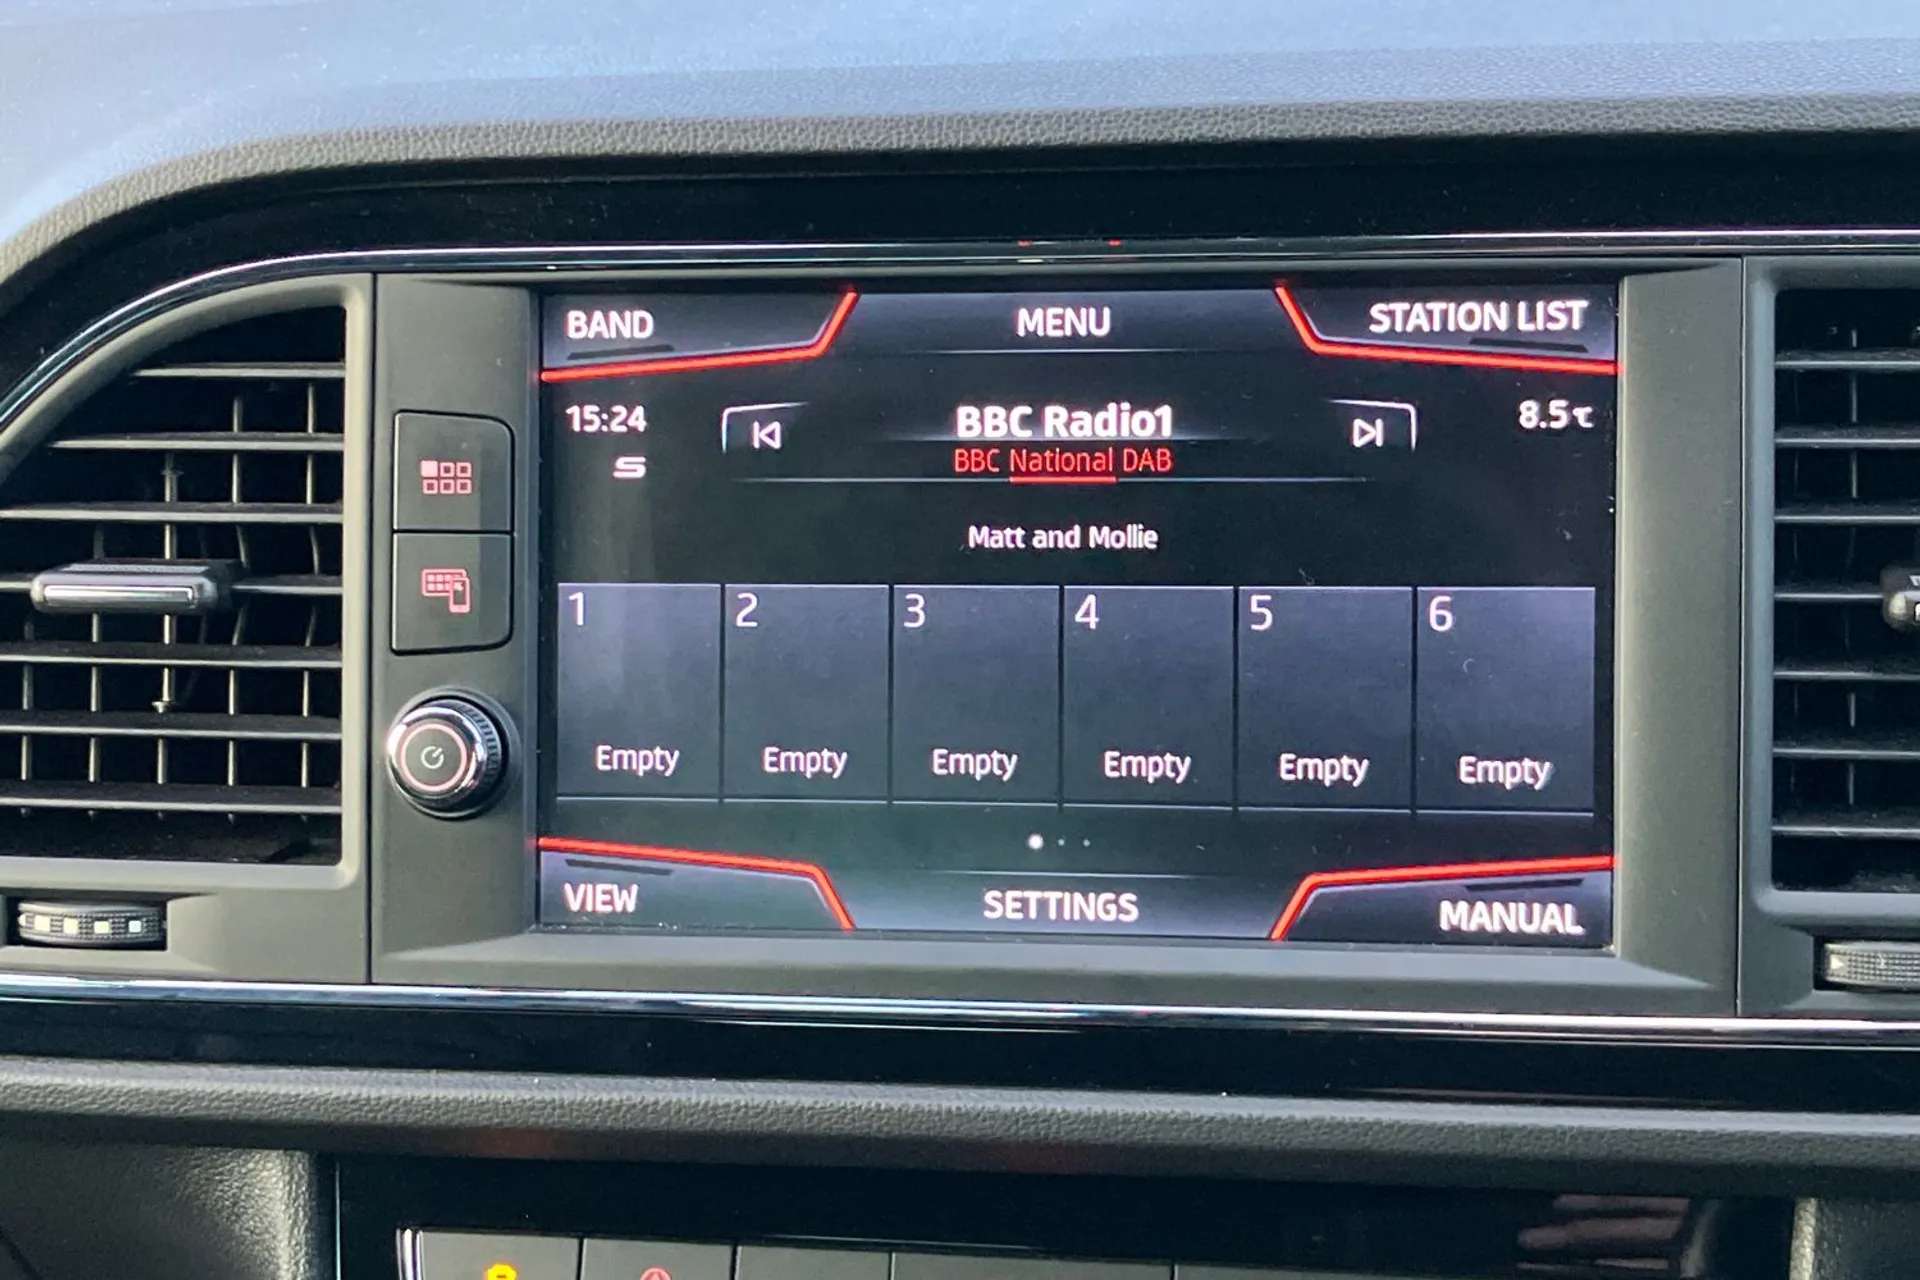 BAND
MENU
STATION LIST
15:24
BBC Radio1
8.5℃
BBC National DAB
Matt and Mollie
1
2
3
4
5
6
Empty
Empty
Empty
Empty
Empty
Empty
VIEW
SETTINGS
MANUAL